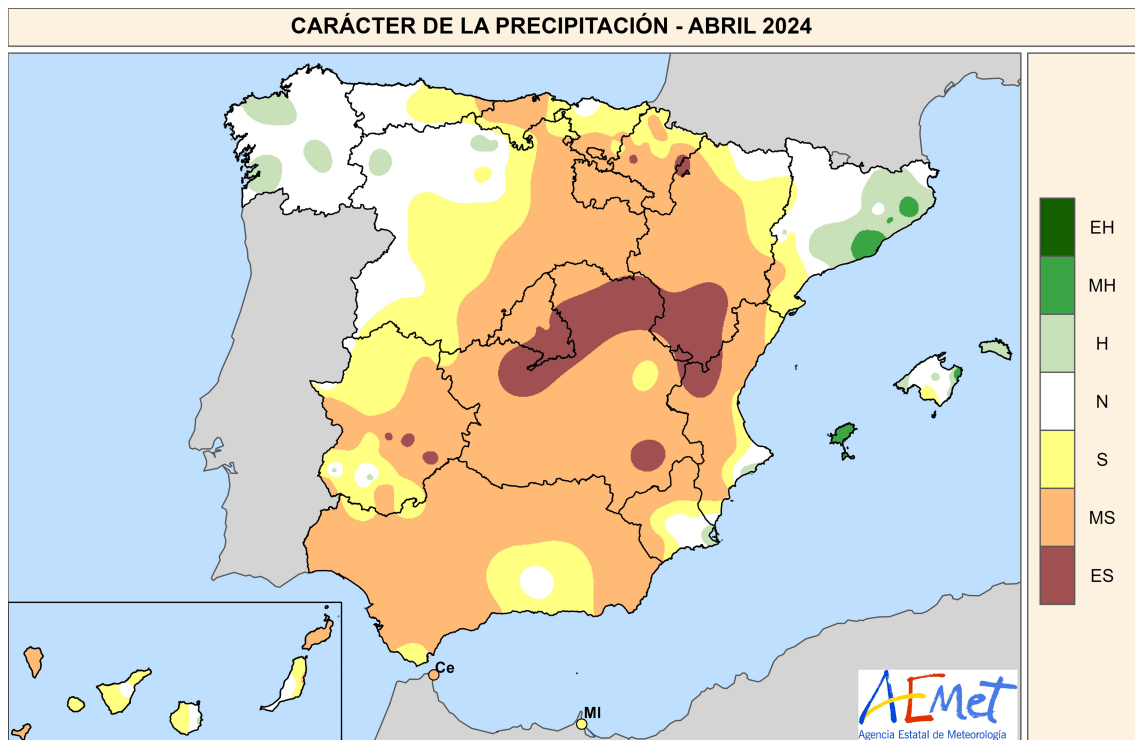 CARÁCTER DE LA PRECIPITACIÓN - ABRIL 2024
EH
MH
H
N
S
MS
ES
Ce
Ml
AEMet
Agencia Estatal de Meteorología